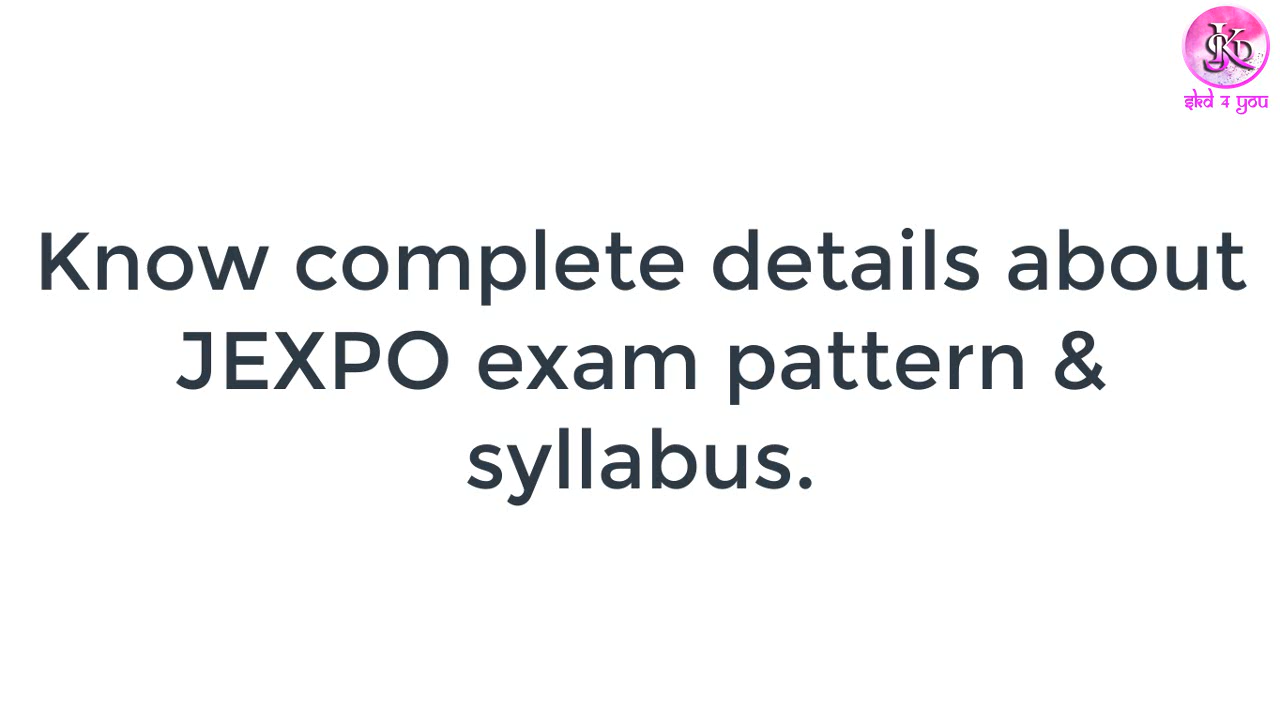 SKD 4 YOU
Know complete details about
JEXPO exam pattern &
syllabus.